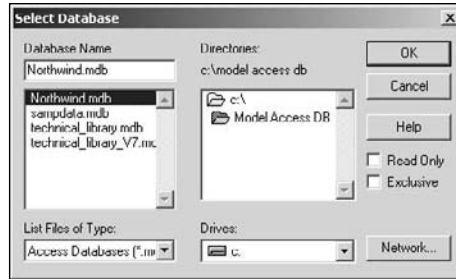 Select Database
Database Name
Northwind.mdb
Northwind.mdb
sampdata.mdb
technical_library.mdb
technical_library_V7.mc
List Files of Type:
Access Databases (*.m
Directories:
c:\model access db
c:\
Model Access DB
Drives:
c:
OK
Cancel
Help
Read Only
Exclusive
Network...